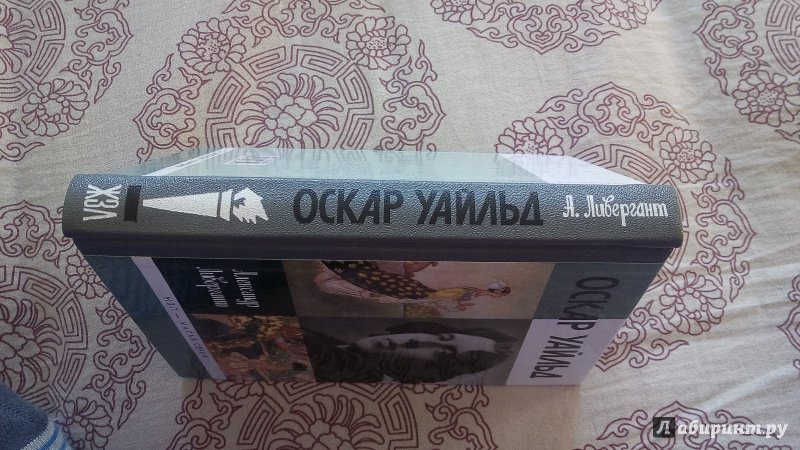 ЖЗЛ
ОСКАР УАЙЛЬД
А. Ливергант
ОСКАР УАЙЛЬД
Александр
Ливергант
Лабиринт.ру